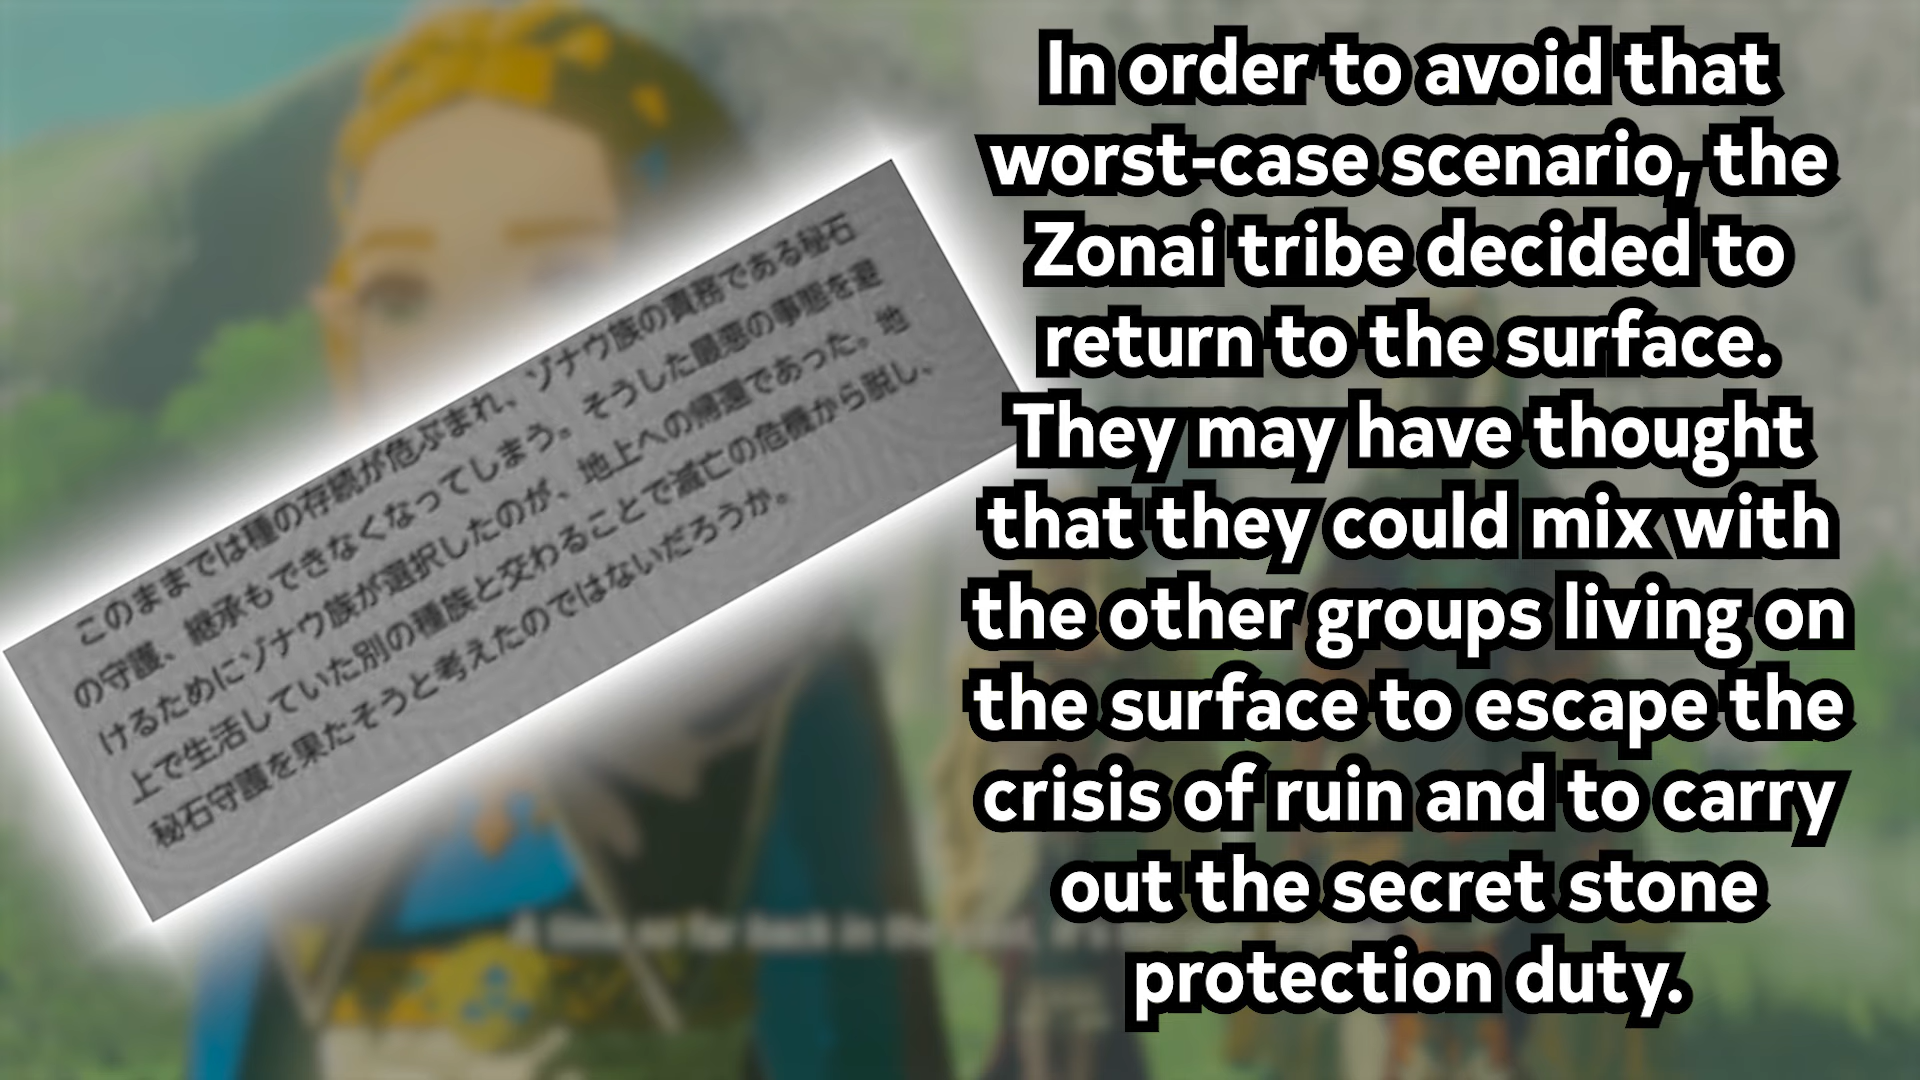 このままでは種の存続が危ぶまれ、ゾナウ族の責務である秘石
の守護、継承もできなくなってしまう。そうした最悪の事態を避
けるためにゾナウ族が選択したのが、地上への帰還であった。地
上で生活していた別の種族と交わることで滅亡の危機から脱し、
秘石守護を果たそうと考えたのではないだろうか。
In order to avoid that
worst-case scenario, the
Zonai tribe decided to
return to the surface.
They may have thought
that they could mix with
the other groups living on
the surface to escape the
crisis of ruin and to carry
out the secret stone
protection duty.
A time so far back in the